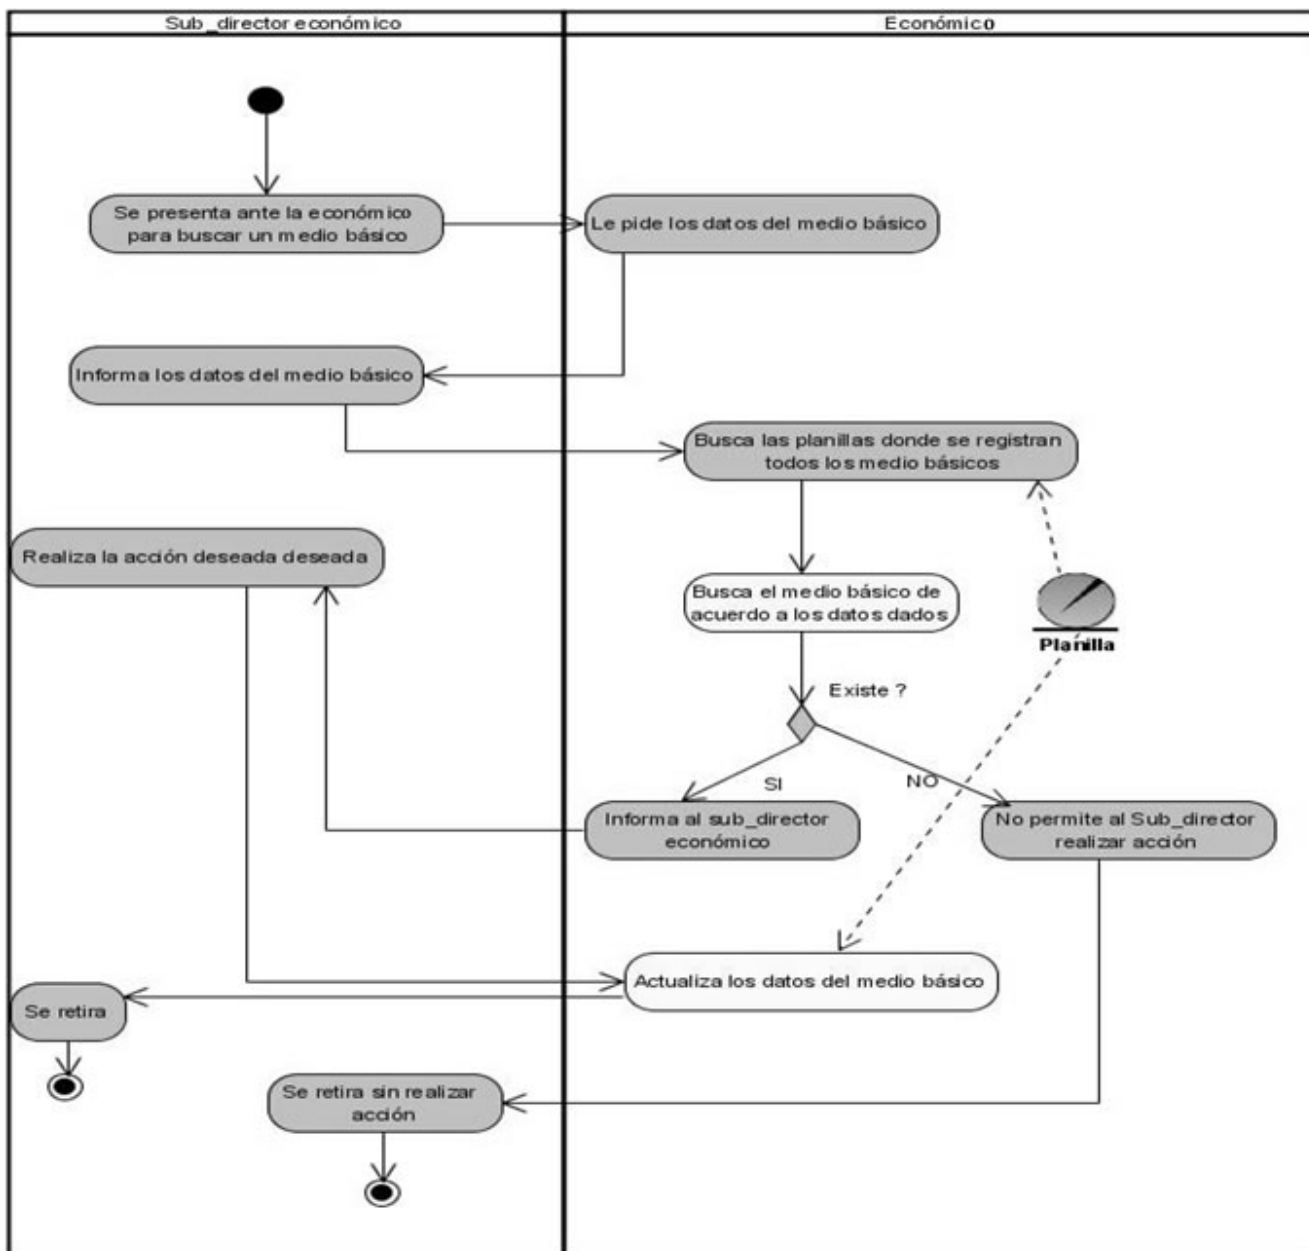 Sub_director económico
Económico
Se presenta ante la económico
para buscar un medio básico
Le pide los datos del medio básico
Informa los datos del medio básico
Busca las planillas donde se registran
todos los medio básicos
Realiza la acción deseada deseada
Busca el medio básico de
acuerdo a los datos dados
Planilla
Existe ?
SI
NO
Informa al sub_director
económico
No permite al Sub_director
realizar acción
Actualiza los datos del medio básico
Se retira
Se retira sin realizar
acción